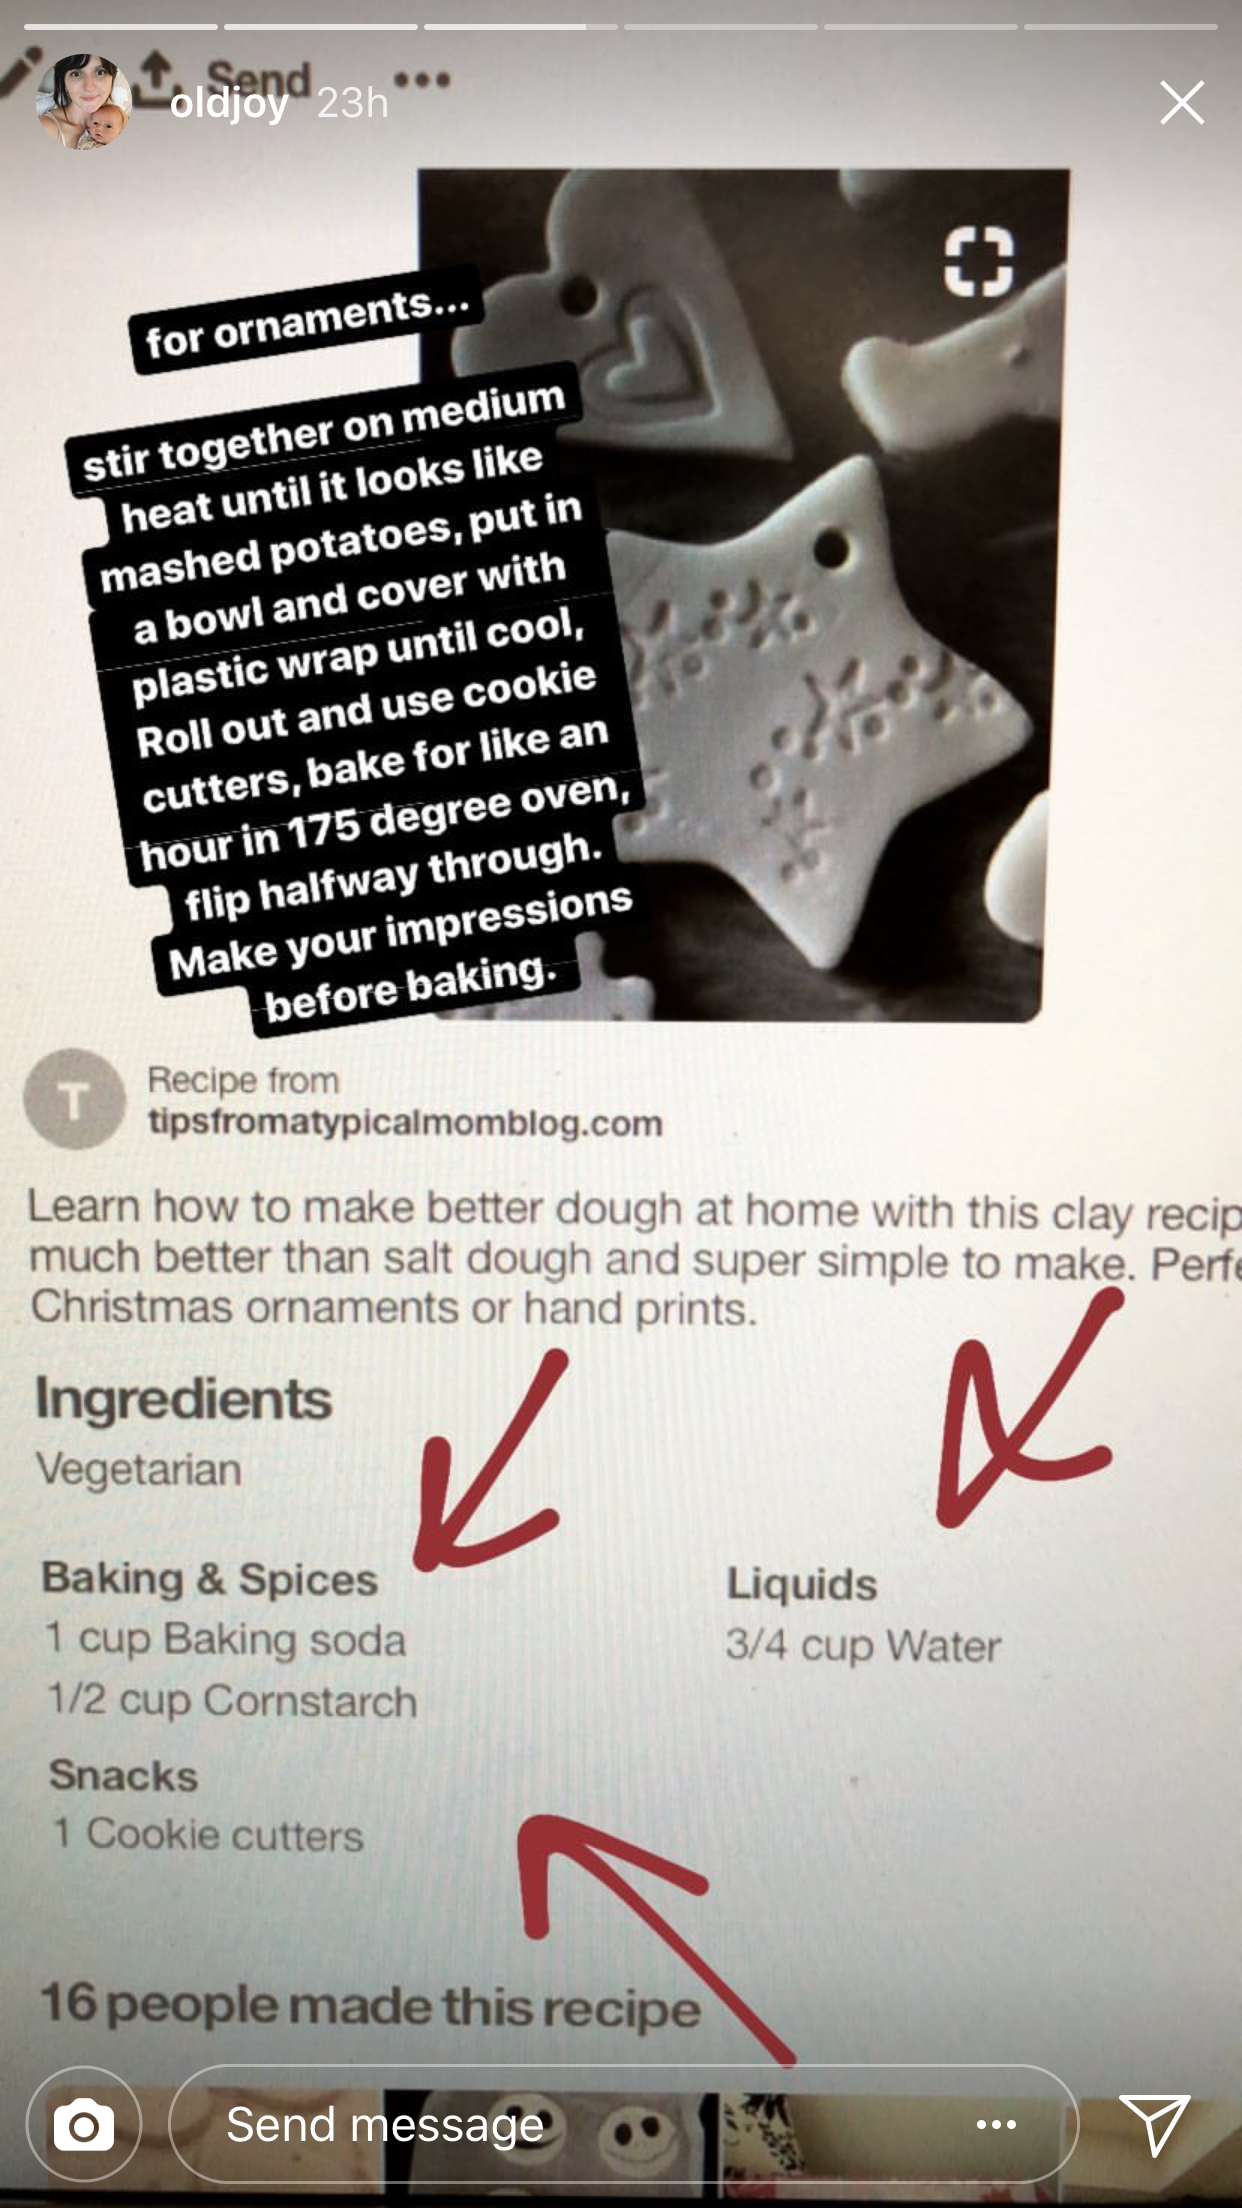 Send
oldjoy 23h
for ornaments...
stir together on medium
heat until it looks like
mashed potatoes, put in
a bowl and cover with
plastic wrap until cool,
Roll out and use cookie
cutters, bake for like an
hour in 175 degree oven,
flip halfway through.
Make your impressions
before baking.
T
Recipe from
tipsfromatypicalmomblog.com
Learn how to make better dough at home with this clay recip
much better than salt dough and super simple to make. Perfe
Christmas ornaments or hand prints.
Ingredients
Vegetarian
Baking & Spices
1 cup Baking soda
1/2 cup Cornstarch
Liquids
3/4 cup Water
Snacks
1 Cookie cutters
16 people made this recipe
Send message